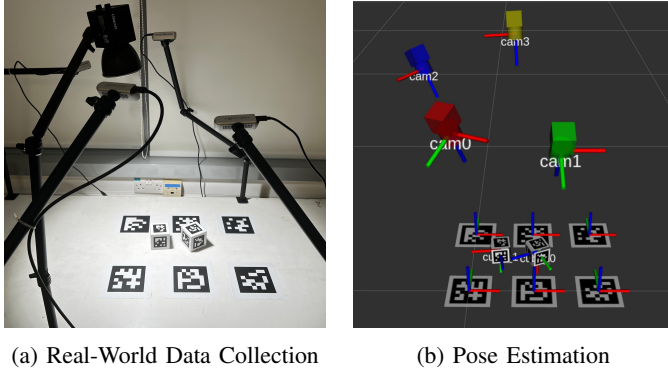 cam3
cam2
cam0
cam1
(a) Real-World Data Collection
(b) Pose Estimation